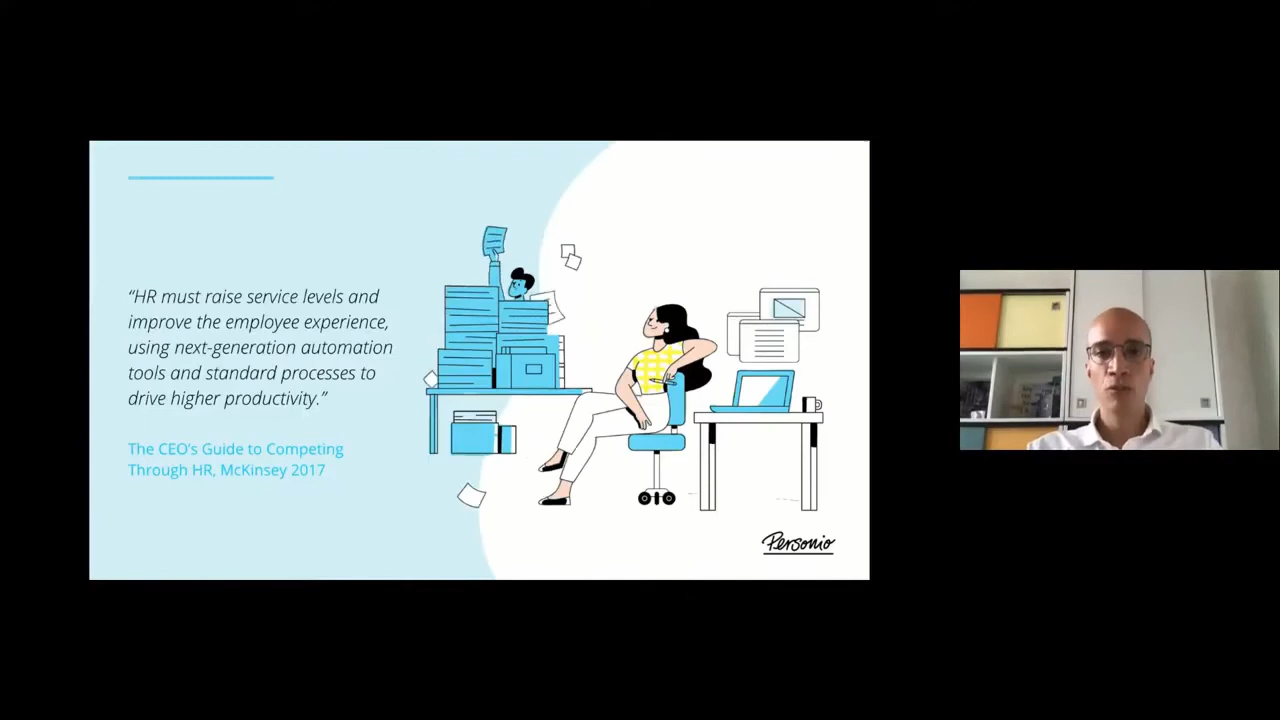 “HR must raise service levels and
improve the employee experience,
using next-generation automation
tools and standard processes to
drive higher productivity.”
The CEO’s Guide to Competing
Through HR, McKinsey 2017
Personio